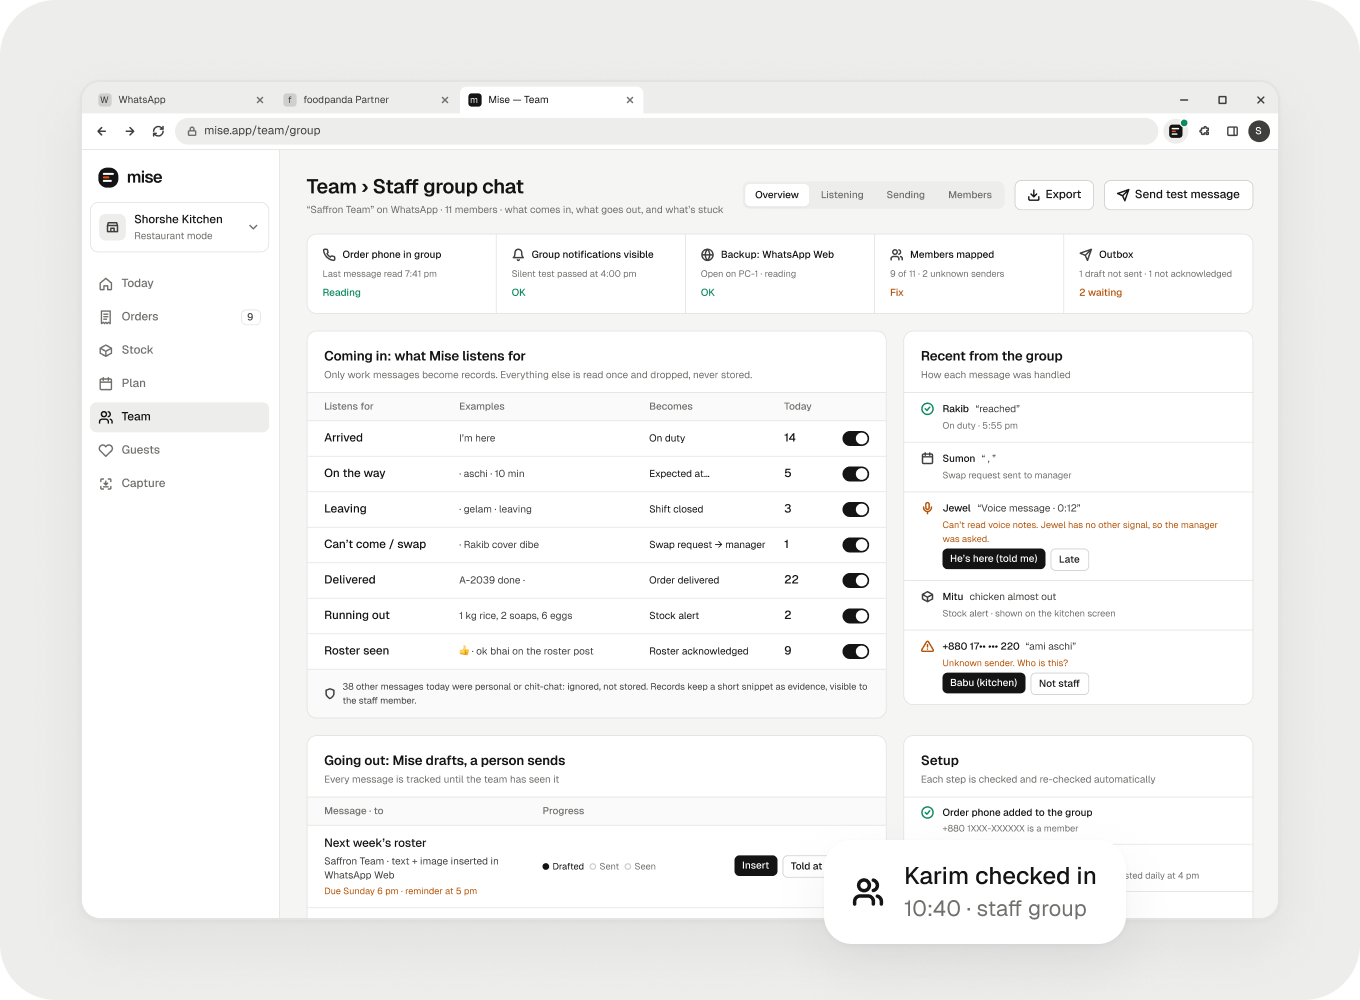 W WhatsApp
f foodpanda Partner
m Mise — Team
mise.app/team/group
S
mise
Shorshe Kitchen
Restaurant mode
Today
Orders 9
Stock
Plan
Team
Guests
Capture
Team › Staff group chat
“Saffron Team” on WhatsApp · 11 members · what comes in, what goes out, and what’s stuck
Overview Listening Sending Members
Export
Send test message
Order phone in group
Last message read 7:41 pm
Reading
Group notifications visible
Silent test passed at 4:00 pm
OK
Backup: WhatsApp Web
Open on PC-1 · reading
OK
Members mapped
9 of 11 · 2 unknown senders
Fix
Outbox
1 draft not sent · 1 not acknowledged
2 waiting
Coming in: what Mise listens for
Only work messages become records. Everything else is read once and dropped, never stored.
Listens for Examples Becomes Today
Arrived I’m here On duty 14
On the way · aschi · 10 min Expected at… 5
Leaving · gelam · leaving Shift closed 3
Can’t come / swap · Rakib cover dibe Swap request → manager 1
Delivered A-2039 done · Order delivered 22
Running out 1 kg rice, 2 soaps, 6 eggs Stock alert 2
Roster seen 👍 · ok bhai on the roster post Roster acknowledged 9
38 other messages today were personal or chit-chat: ignored, not stored. Records keep a short snippet as evidence, visible to
the staff member.
Recent from the group
How each message was handled
Rakib “reached”
On duty · 5:55 pm
Sumon “ , ”
Swap request sent to manager
Jewel “Voice message · 0:12”
Can’t read voice notes. Jewel has no other signal, so the manager
was asked.
He’s here (told me) Late
Mitu chicken almost out
Stock alert · shown on the kitchen screen
+880 17•• ••• 220 “ami aschi”
Unknown sender. Who is this?
Babu (kitchen) Not staff
Going out: Mise drafts, a person sends
Every message is tracked until the team has seen it
Message · to Progress
Next week’s roster
Saffron Team · text + image inserted in
WhatsApp Web
Due Sunday 6 pm · reminder at 5 pm
Drafted Sent Seen
Insert Told at
Setup
Each step is checked and re-checked automatically
Order phone added to the group
+880 1XXX-XXXXXX is a member
daily at 4 pm
Karim checked in
10:40 · staff group